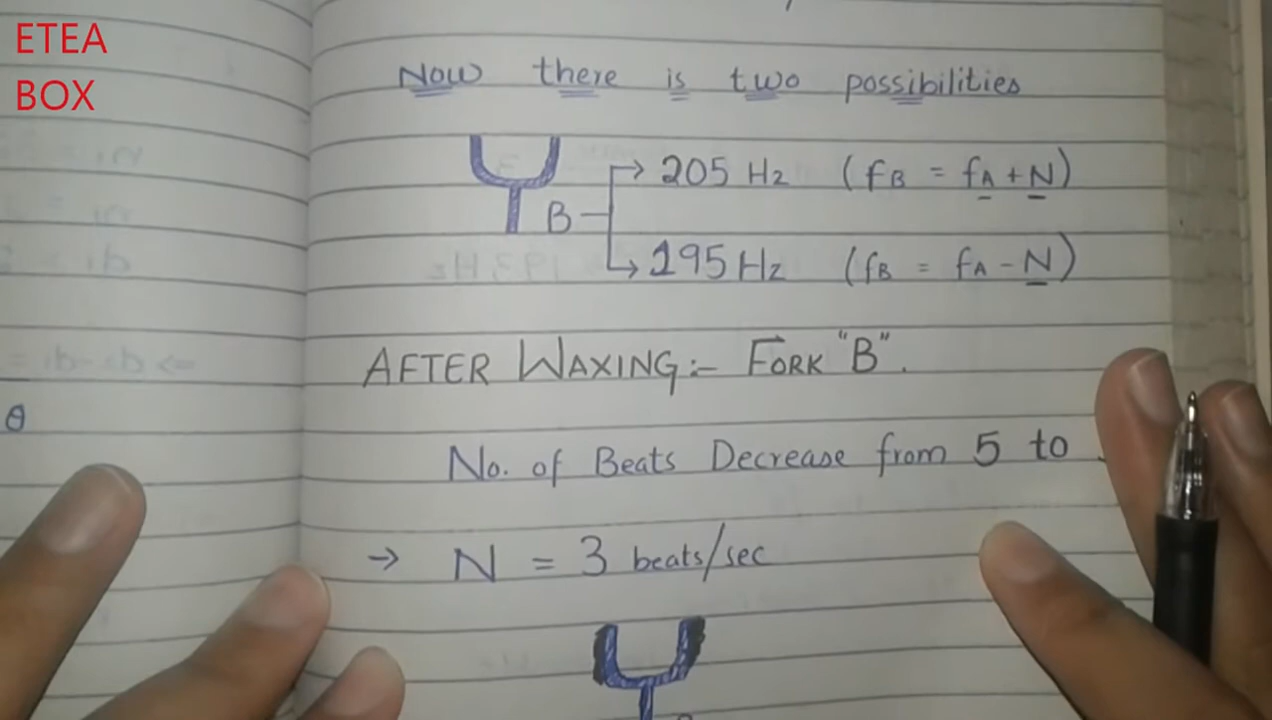 ETEA
BOX
Now there is two possibilities
205 Hz (fB = fA + N)
B
195 Hz (fB = fA - N)
AFTER WAXING:- FORK "B".
θ
No. of Beats Decrease from 5 to
→ N = 3 beats/sec